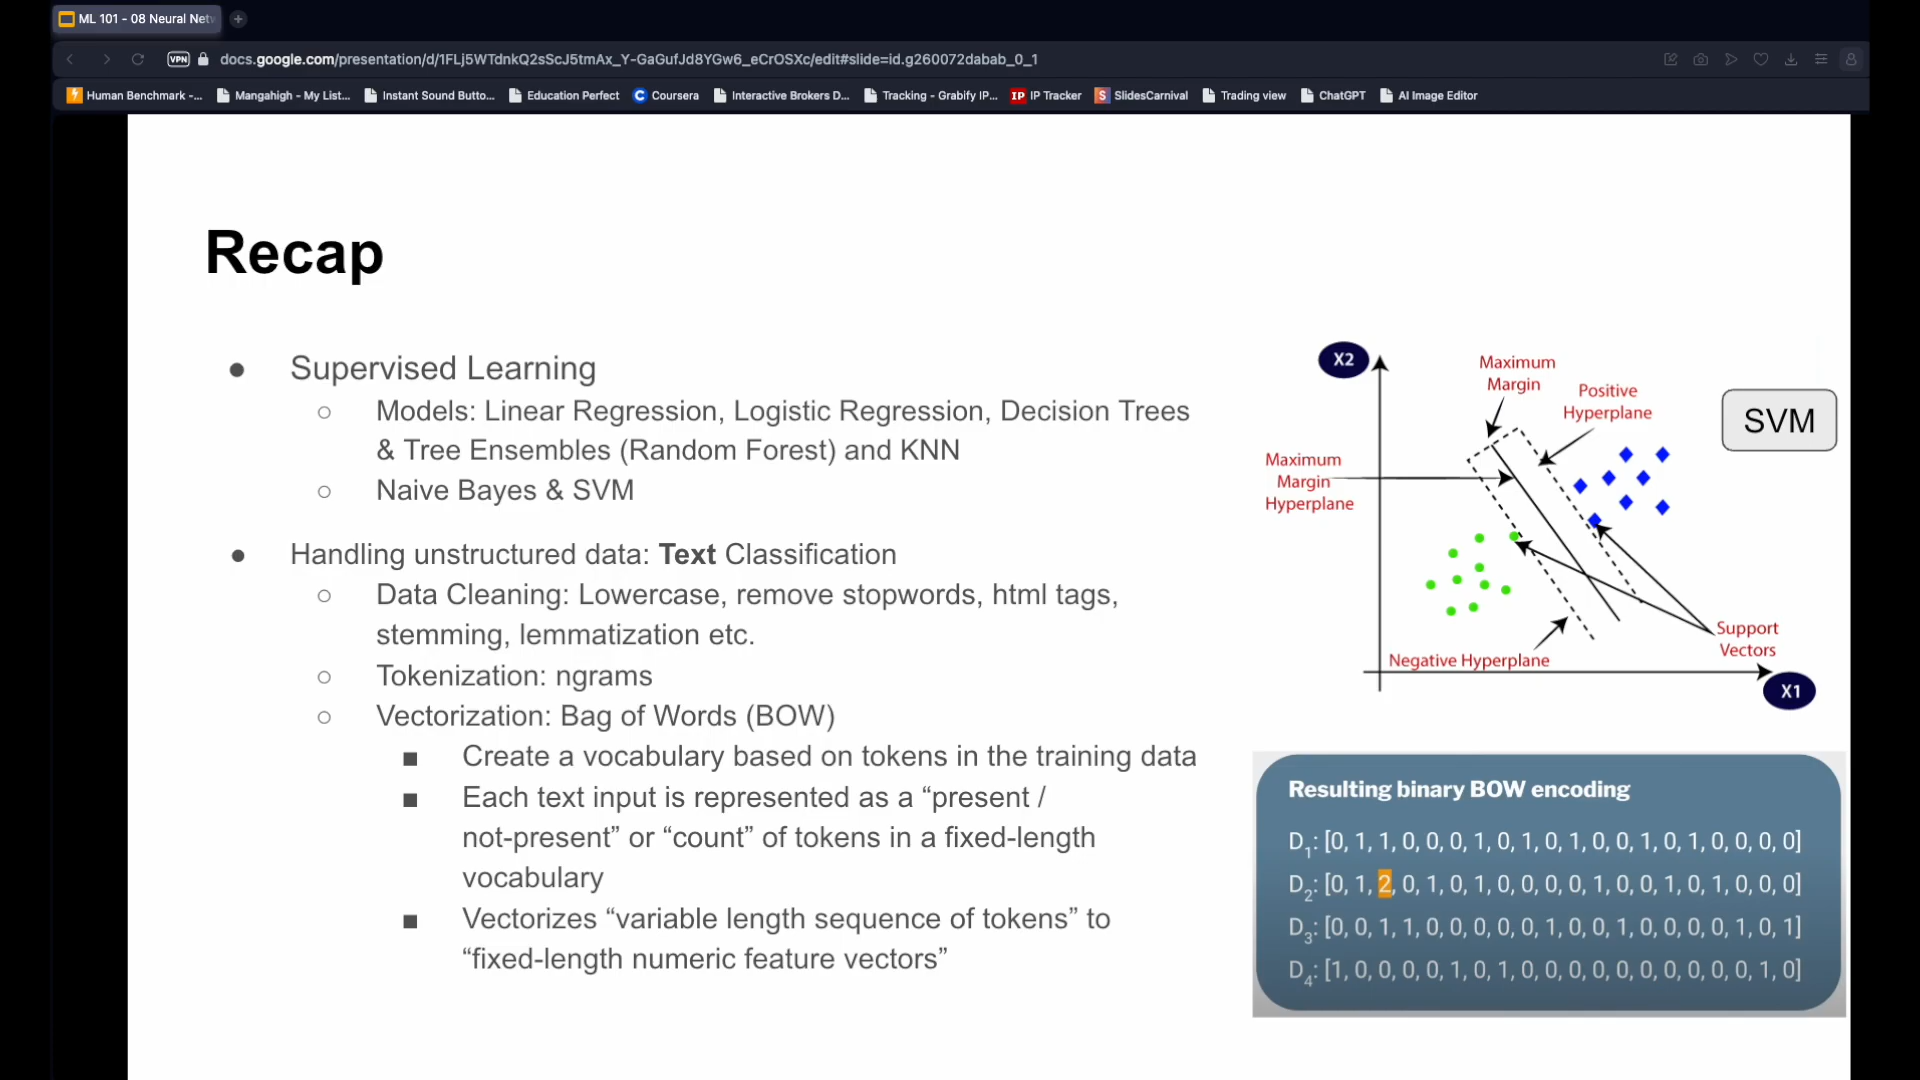 ML 101 - 08 Neural Netw
VPN
docs.google.com/presentation/d/1FLj5WTdnkQ2sScJ5tmAx_Y-GaGufJd8YGw6_eCrOSXc/edit#slide=id.g260072dabab_0_1
Human Benchmark -...
Mangahigh - My List...
Instant Sound Butto...
Education Perfect
C Coursera
Interactive Brokers D...
Tracking - Grabify IP...
IP IP Tracker
S SlidesCarnival
Trading view
ChatGPT
AI Image Editor
Recap
● Supervised Learning
○ Models: Linear Regression, Logistic Regression, Decision Trees
& Tree Ensembles (Random Forest) and KNN
○ Naive Bayes & SVM
● Handling unstructured data: Text Classification
○ Data Cleaning: Lowercase, remove stopwords, html tags,
stemming, lemmatization etc.
○ Tokenization: ngrams
○ Vectorization: Bag of Words (BOW)
■ Create a vocabulary based on tokens in the training data
■ Each text input is represented as a “present /
not-present” or “count” of tokens in a fixed-length
vocabulary
■ Vectorizes “variable length sequence of tokens” to
“fixed-length numeric feature vectors”
X2
Maximum
Margin
Positive
Hyperplane
SVM
Maximum
Margin
Hyperplane
Support
Vectors
Negative Hyperplane
X1
Resulting binary BOW encoding
D1: [0, 1, 1, 0, 0, 0, 1, 0, 1, 0, 1, 0, 0, 1, 0, 1, 0, 0, 0, 0]
D2: [0, 1, 2, 0, 1, 0, 1, 0, 0, 0, 0, 1, 0, 0, 1, 0, 1, 0, 0, 0]
D3: [0, 0, 1, 1, 0, 0, 0, 0, 0, 1, 0, 0, 1, 0, 0, 0, 0, 1, 0, 1]
D4: [1, 0, 0, 0, 0, 1, 0, 1, 0, 0, 0, 0, 0, 0, 0, 0, 0, 0, 1, 0]